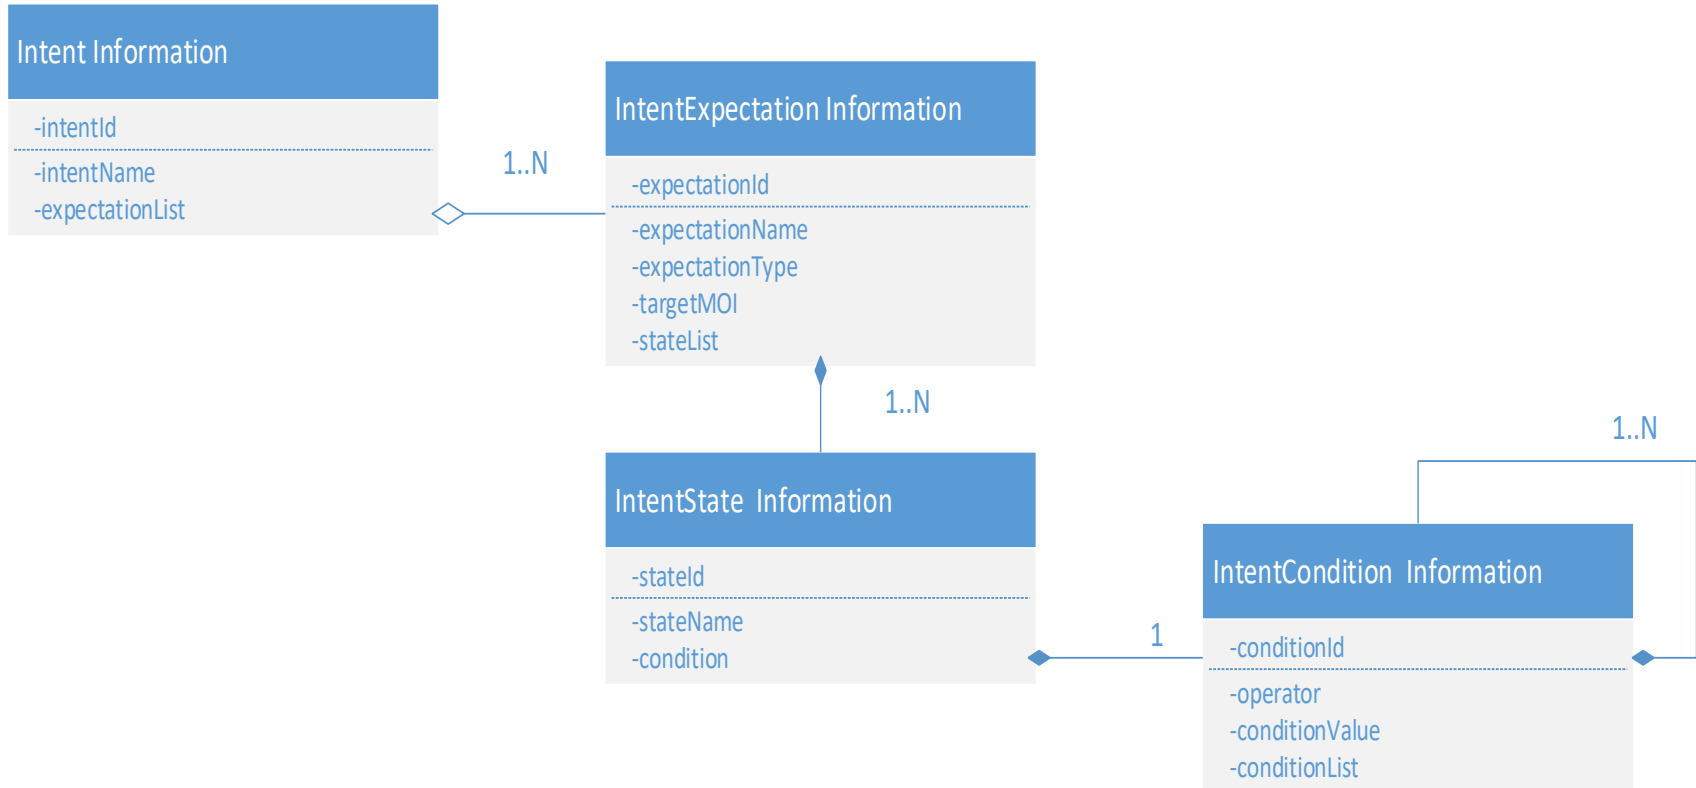 Intent Information
-intentId
-intentName
-expectationList
1..N
IntentExpectation Information
-expectationId
-expectationName
-expectationType
-targetMOI
-stateList
1..N
IntentState Information
-stateId
-stateName
-condition
1
1..N
IntentCondition Information
-conditionId
-operator
-conditionValue
-conditionList